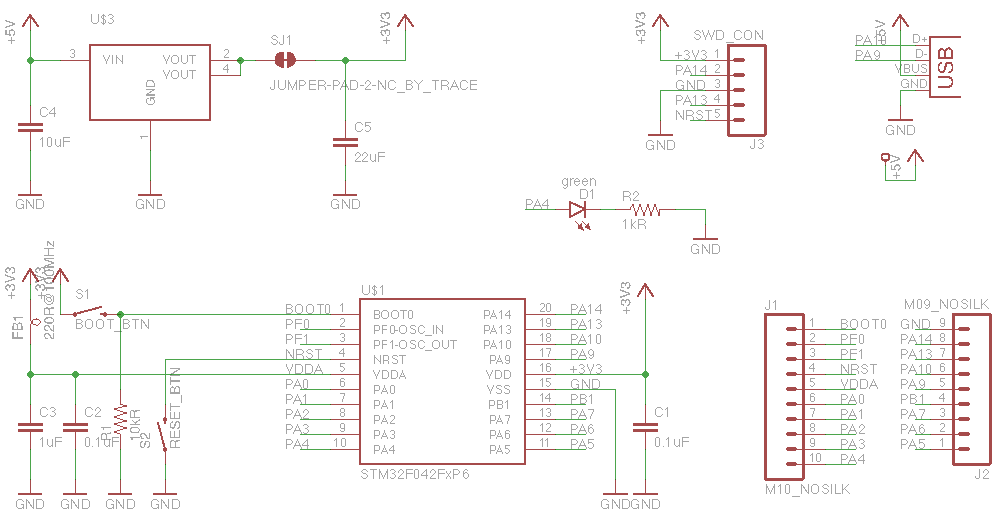 +5V
U$3
3
VIN
VOUT
VOUT
2
4
GND
1
C4
10uF
GND
GND
SJ1
JUMPER-PAD-2-NC_BY_TRACE
+3V3
C5
22uF
GND
+3V3
SWD_CON
+3V3 1
PA14 2
GND 3
PA13 4
NRST 5
J3
GND
+5V
PA10 D+
PA9 D-
VBUS
GND
USB
GND
+5V
green
D1
PA4
R2
1kR
GND
+3V3
+3V3
220R@100MHz
FB1
S1
BOOT_BTN
C3
1uF
GND
C2
0.1uF
GND
R1
10kR
GND
S2
RESET_BTN
GND
U$1
BOOT0 1 BOOT0 PA14 20 PA14
PF0 2 PF0-OSC_IN PA13 19 PA13
PF1 3 PF1-OSC_OUT PA10 18 PA10
NRST 4 NRST PA9 17 PA9
VDDA 5 VDDA VDD 16 +3V3
PA0 6 PA0 VSS 15 GND
PA1 7 PA1 PB1 14 PB1
PA2 8 PA2 PA7 13 PA7
PA3 9 PA3 PA6 12 PA6
PA4 10 PA4 PA5 11 PA5
STM32F042FxP6
+3V3
C1
0.1uF
GND
GND
J1
1 BOOT0
2 PF0
3 PF1
4 NRST
5 VDDA
6 PA0
7 PA1
8 PA2
9 PA3
10 PA4
M10_NOSILK
M09_NOSILK
GND 9
PA14 8
PA13 7
PA10 6
PA9 5
PB1 4
PA7 3
PA6 2
PA5 1
J2